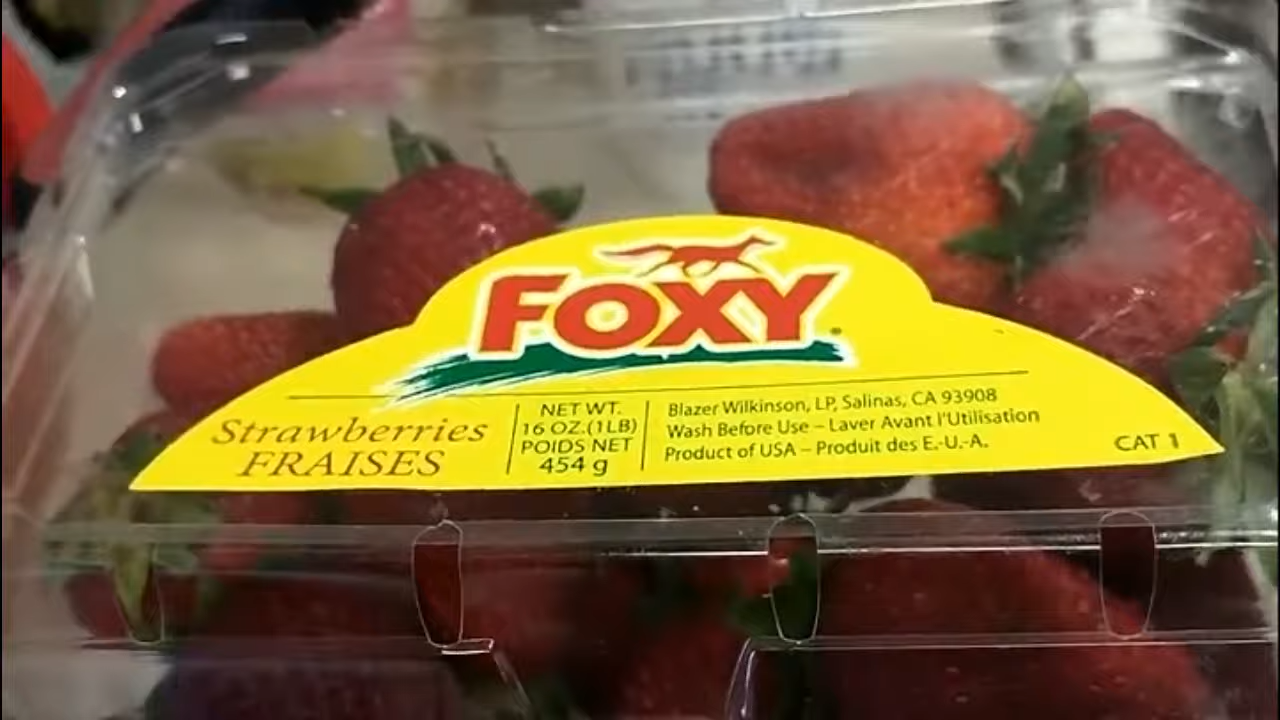 FOXY
Strawberries
FRAISES
NET WT.
16 OZ.(1LB)
POIDS NET
454 g
Blazer Wilkinson, LP, Salinas, CA 93908
Wash Before Use – Laver Avant l'Utilisation
Product of USA – Produit des E.-U.-A.
CAT 1